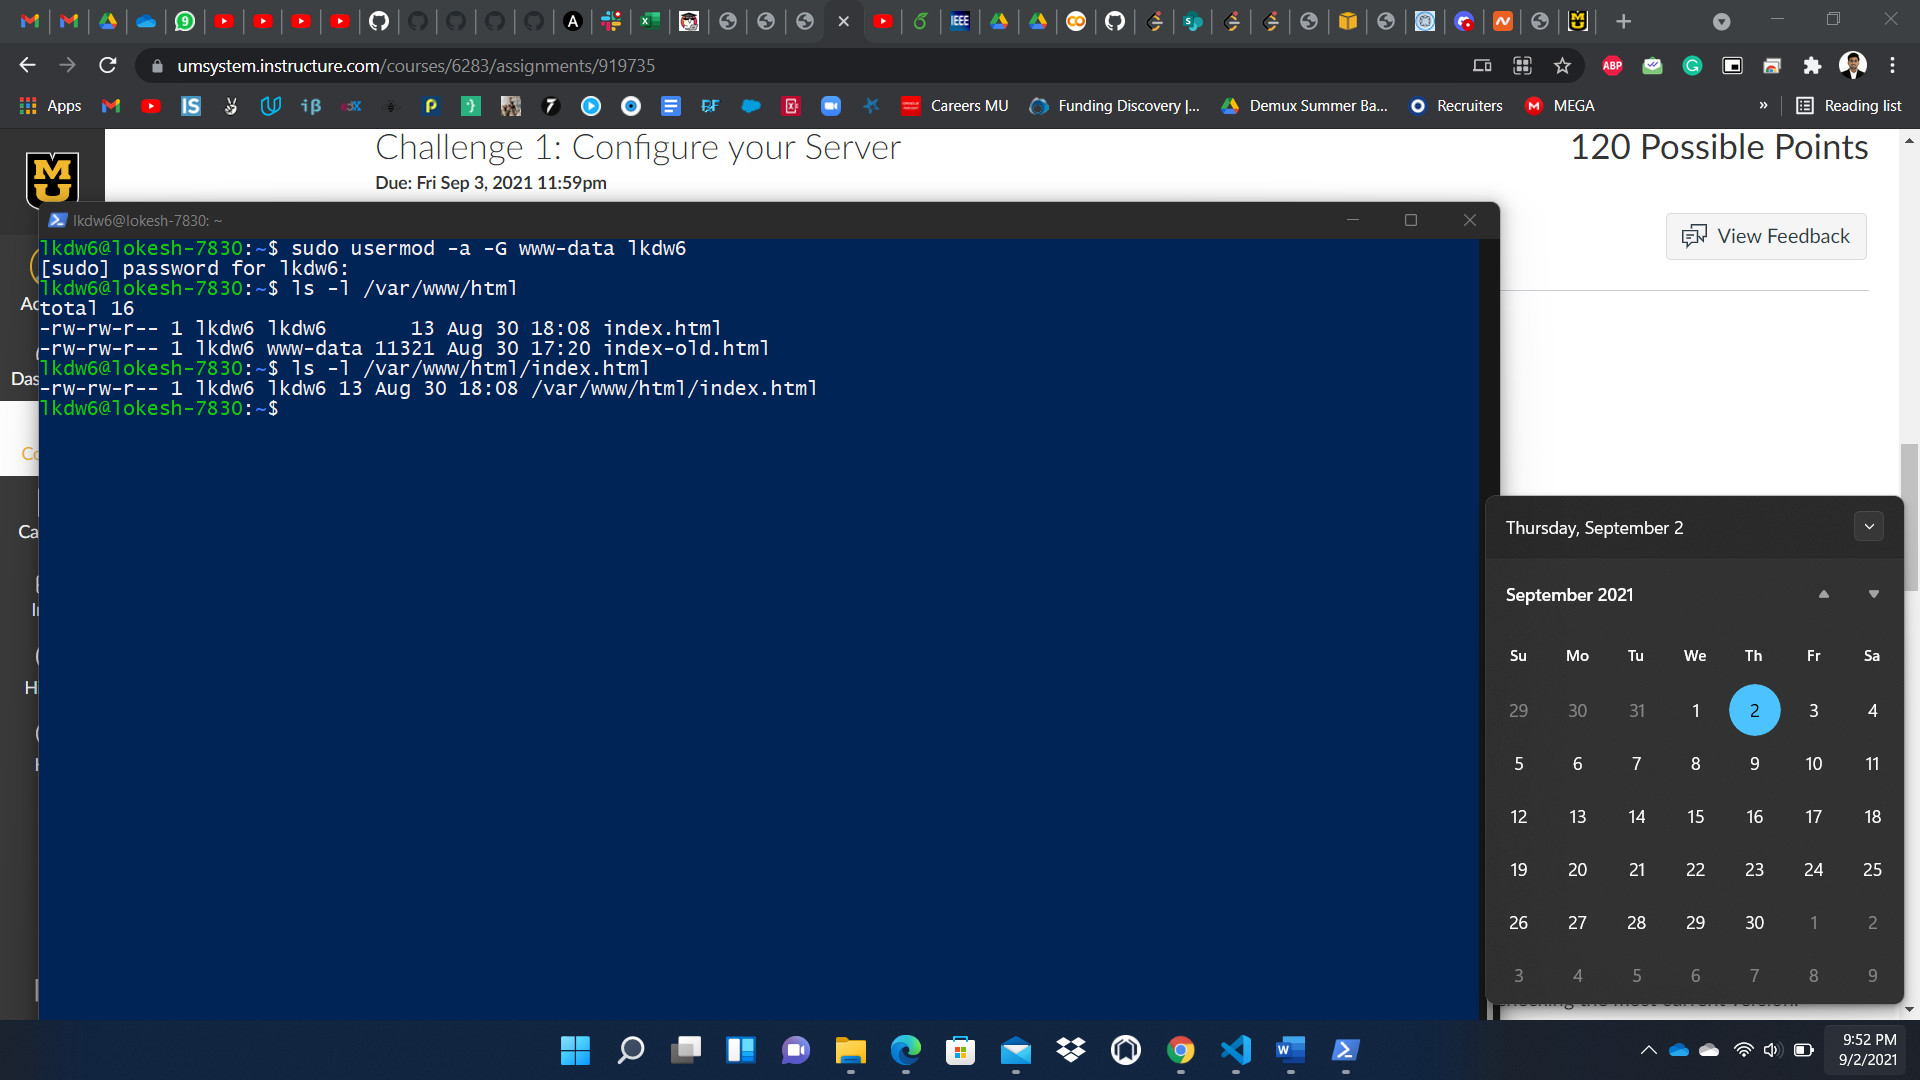 umsystem.instructure.com/courses/6283/assignments/919735
ABP
Apps
Careers MU
Funding Discovery |...
Demux Summer Ba...
Recruiters
MEGA
»
Reading list
Challenge 1: Configure your Server
120 Possible Points
Due: Fri Sep 3, 2021 11:59pm
View Feedback
lkdw6@lokesh-7830: ~
lkdw6@lokesh-7830:~$ sudo usermod -a -G www-data lkdw6
[sudo] password for lkdw6:
lkdw6@lokesh-7830:~$ ls -l /var/www/html
total 16
-rw-rw-r-- 1 lkdw6 lkdw6       13 Aug 30 18:08 index.html
-rw-rw-r-- 1 lkdw6 www-data 11321 Aug 30 17:20 index-old.html
lkdw6@lokesh-7830:~$ ls -l /var/www/html/index.html
-rw-rw-r-- 1 lkdw6 lkdw6 13 Aug 30 18:08 /var/www/html/index.html
lkdw6@lokesh-7830:~$
Thursday, September 2
September 2021
Su Mo Tu We Th Fr Sa
29 30 31 1 2 3 4
5 6 7 8 9 10 11
12 13 14 15 16 17 18
19 20 21 22 23 24 25
26 27 28 29 30 1 2
3 4 5 6 7 8 9
9:52 PM
9/2/2021